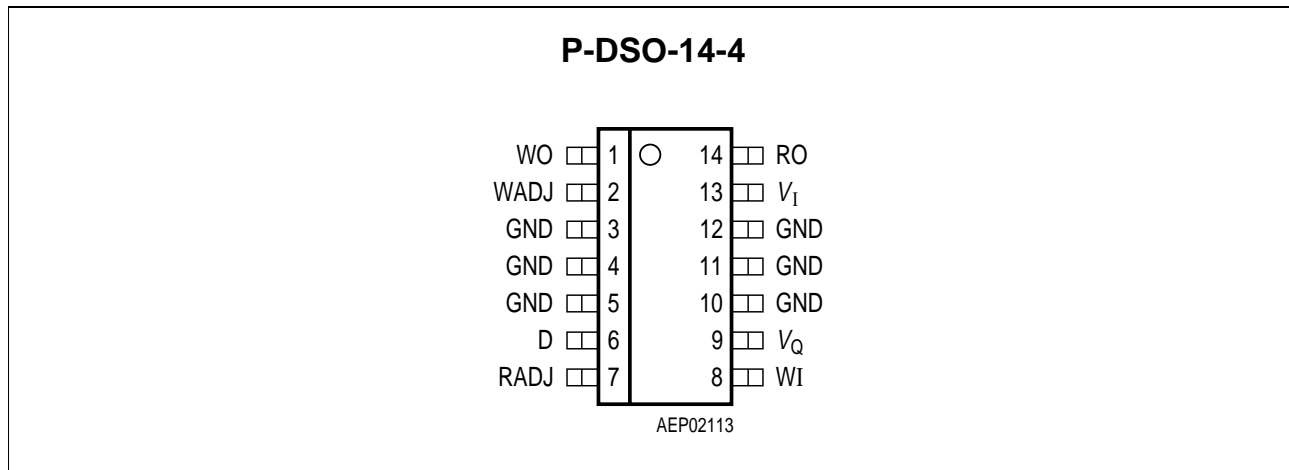 P-DSO-14-4
WO 1 14 RO
WADJ 2 13 VI
GND 3 12 GND
GND 4 11 GND
GND 5 10 GND
D 6 9 VQ
RADJ 7 8 WI
AEP02113